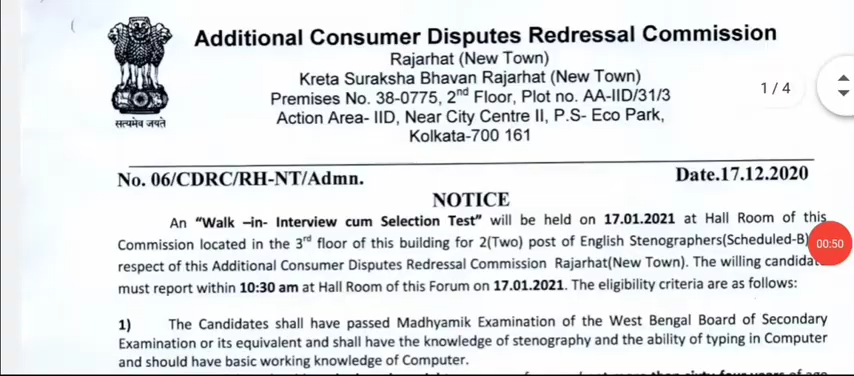 Additional Consumer Disputes Redressal Commission
Rajarhat (New Town)
Kreta Suraksha Bhavan Rajarhat (New Town)
Premises No. 38-0775, 2nd Floor, Plot no. AA-IID/31/3
1 / 4
Action Area- IID, Near City Centre II, P.S- Eco Park,
Kolkata-700 161
सत्यमेव जयते
No. 06/CDRC/RH-NT/Admn.
Date.17.12.2020
NOTICE
An “Walk –in- Interview cum Selection Test” will be held on 17.01.2021 at Hall Room of this
Commission located in the 3rd floor of this building for 2(Two) post of English Stenographers(Scheduled-B)
00:50
respect of this Additional Consumer Disputes Redressal Commission Rajarhat(New Town). The willing
must report within 10:30 am at Hall Room of this Forum on 17.01.2021. The eligibility criteria are as follows:
1) The Candidates shall have passed Madhyamik Examination of the West Bengal Board of Secondary
Examination or its equivalent and shall have the knowledge of stenography and the ability of typing in Computer
and should have basic working knowledge of Computer.